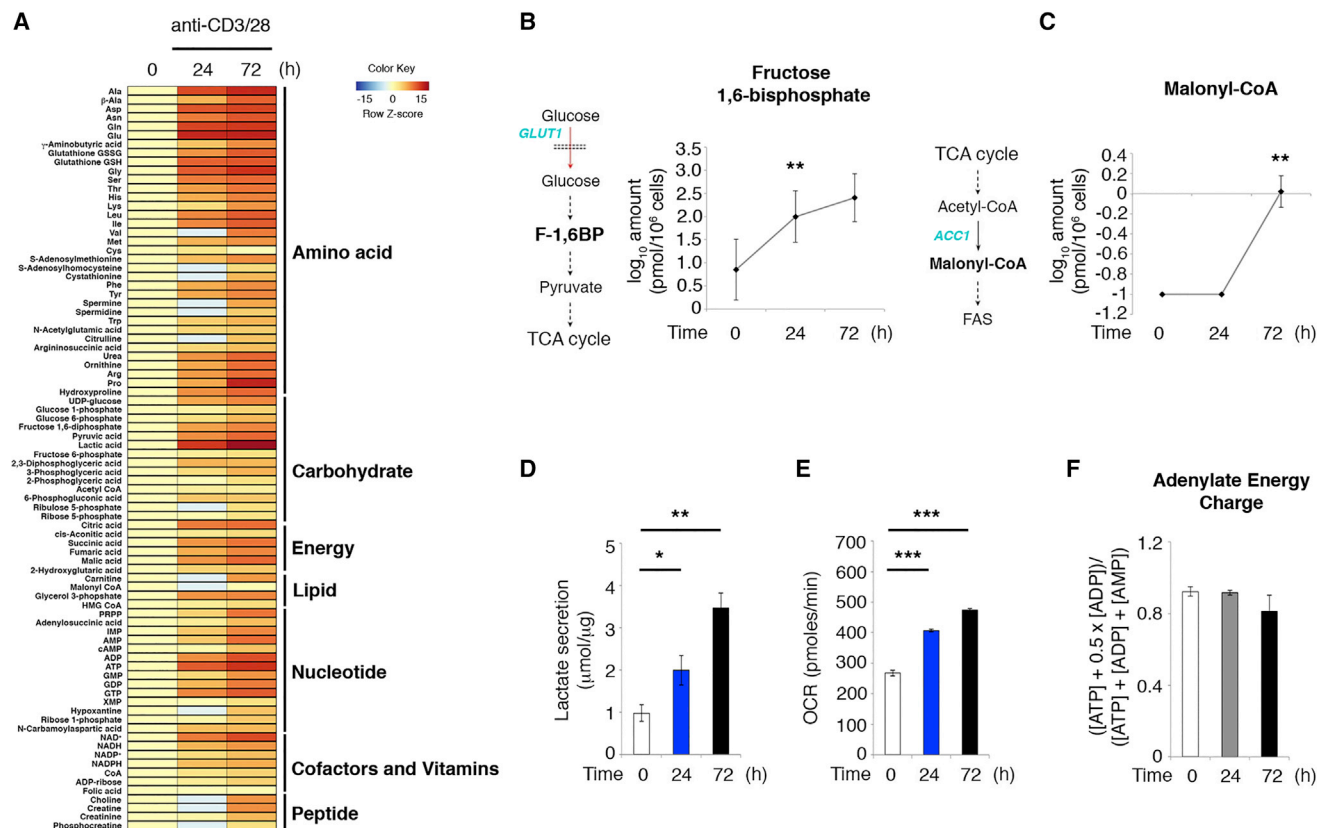 A
anti-CD3/28
0 24 72 (h)
Color Key
-15 0 15
Row Z-score
Ala
β-Ala
Asp
Asn
Gln
Glu
γ-Aminobutyric acid
Glutathione GSSG
Glutathione GSH
Gly
Ser
Thr
His
Lys
Leu
Ile
Val
Met
Cys
S-Adenosylmethionine
S-Adenosylhomocysteine
Cystathionine
Phe
Tyr
Spermine
Spermidine
Trp
N-Acetylglutamic acid
Citrulline
Argininosuccinic acid
Urea
Ornithine
Arg
Pro
Hydroxyproline
Amino acid
UDP-glucose
Glucose 1-phosphate
Glucose 6-phosphate
Fructose 1,6-diphosphate
Pyruvic acid
Lactic acid
Fructose 6-phosphate
2,3-Diphosphoglyceric acid
3-Phosphoglyceric acid
2-Phosphoglyceric acid
Acetyl CoA
6-Phosphogluconic acid
Ribulose 5-phosphate
Ribose 5-phosphate
Carbohydrate
Citric acid
cis-Aconitic acid
Succinic acid
Fumaric acid
Malic acid
2-Hydroxyglutaric acid
Energy
Carnitine
Malonyl CoA
Glycerol 3-phopshate
HMG CoA
Lipid
PRPP
Adenylosuccinic acid
IMP
AMP
cAMP
ADP
ATP
GMP
GDP
GTP
XMP
Hypoxantine
Ribose 1-phosphate
N-Carbamoylaspartic acid
Nucleotide
NAD⁺
NADH
NADP⁺
NADPH
CoA
ADP-ribose
Folic acid
Cofactors and Vitamins
Choline
Creatine
Creatinine
Phosphocreatine
Peptide
B
Glucose
GLUT1
Glucose
F-1,6BP
Pyruvate
TCA cycle
Fructose
1,6-bisphosphate
log₁₀ amount
(pmol/10⁶ cells)
3.5
3.0
2.5
2.0
1.5
1.0
0.5
0
**
Time 0 24 72 (h)
C
TCA cycle
Acetyl-CoA
ACC1
Malonyl-CoA
FAS
Malonyl-CoA
log₁₀ amount
(pmol/10⁶ cells)
0.4
0.2
0
-0.2
-0.4
-0.6
-0.8
-1
-1.2
**
Time 0 24 72 (h)
D
Lactate secretion
(μmol/μg)
5
4
3
2
1
0
**
*
Time 0 24 72 (h)
E
OCR (pmoles/min)
700
600
500
400
300
200
100
0
***
***
Time 0 24 72 (h)
F
Adenylate Energy
Charge
([ATP] + 0.5 x [ADP])/
([ATP] + [ADP] + [AMP])
1.2
0.8
0.4
0
Time 0 24 72 (h)